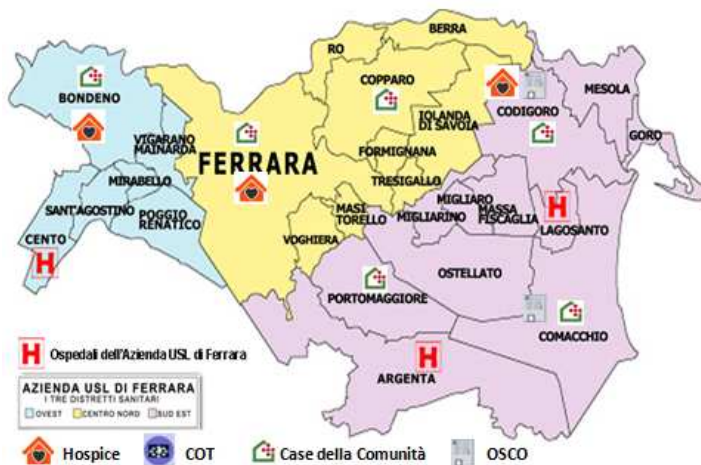 BERRA
RO
COPPARO
MESOLA
BONDENO
CODIGORO
IOLANDA
DI SAVOIA
GORO
VIGARANO
MAINARDA
FERRARA
FORMIGNANA
MIRABELLO
TRESIGALLO
SANT'AGOSTINO
POGGIO
RENATICO
MASI
TORELLO
MIGLIARO
MIGLIARINO
MASSA
FISCAGLIA
LAGOSANTO
CENTO
VOGHIERA
H
H
OSTELLATO
PORTOMAGGIORE
COMACCHIO
H Ospedali dell'Azienda USL di Ferrara
H
ARGENTA
AZIENDA USL DI FERRARA
I TRE DISTRETTI SANITARI
OVEST CENTRO NORD SUD EST
Hospice COT Case della Comunità OSCO